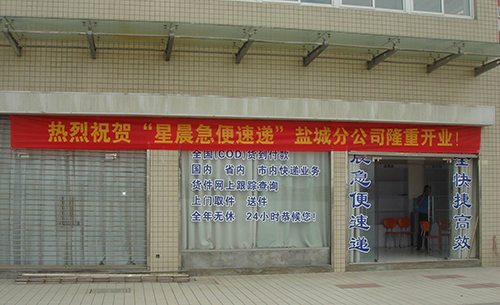 热烈祝贺“星晨急便速递”盐城分公司隆重开业！
全国(COD)货到付款
国内 省内 市内快递业务
货件网上跟踪查询
上门取件 送件
全年无休 24小时恭候您！
晨急便速递
全快捷高效